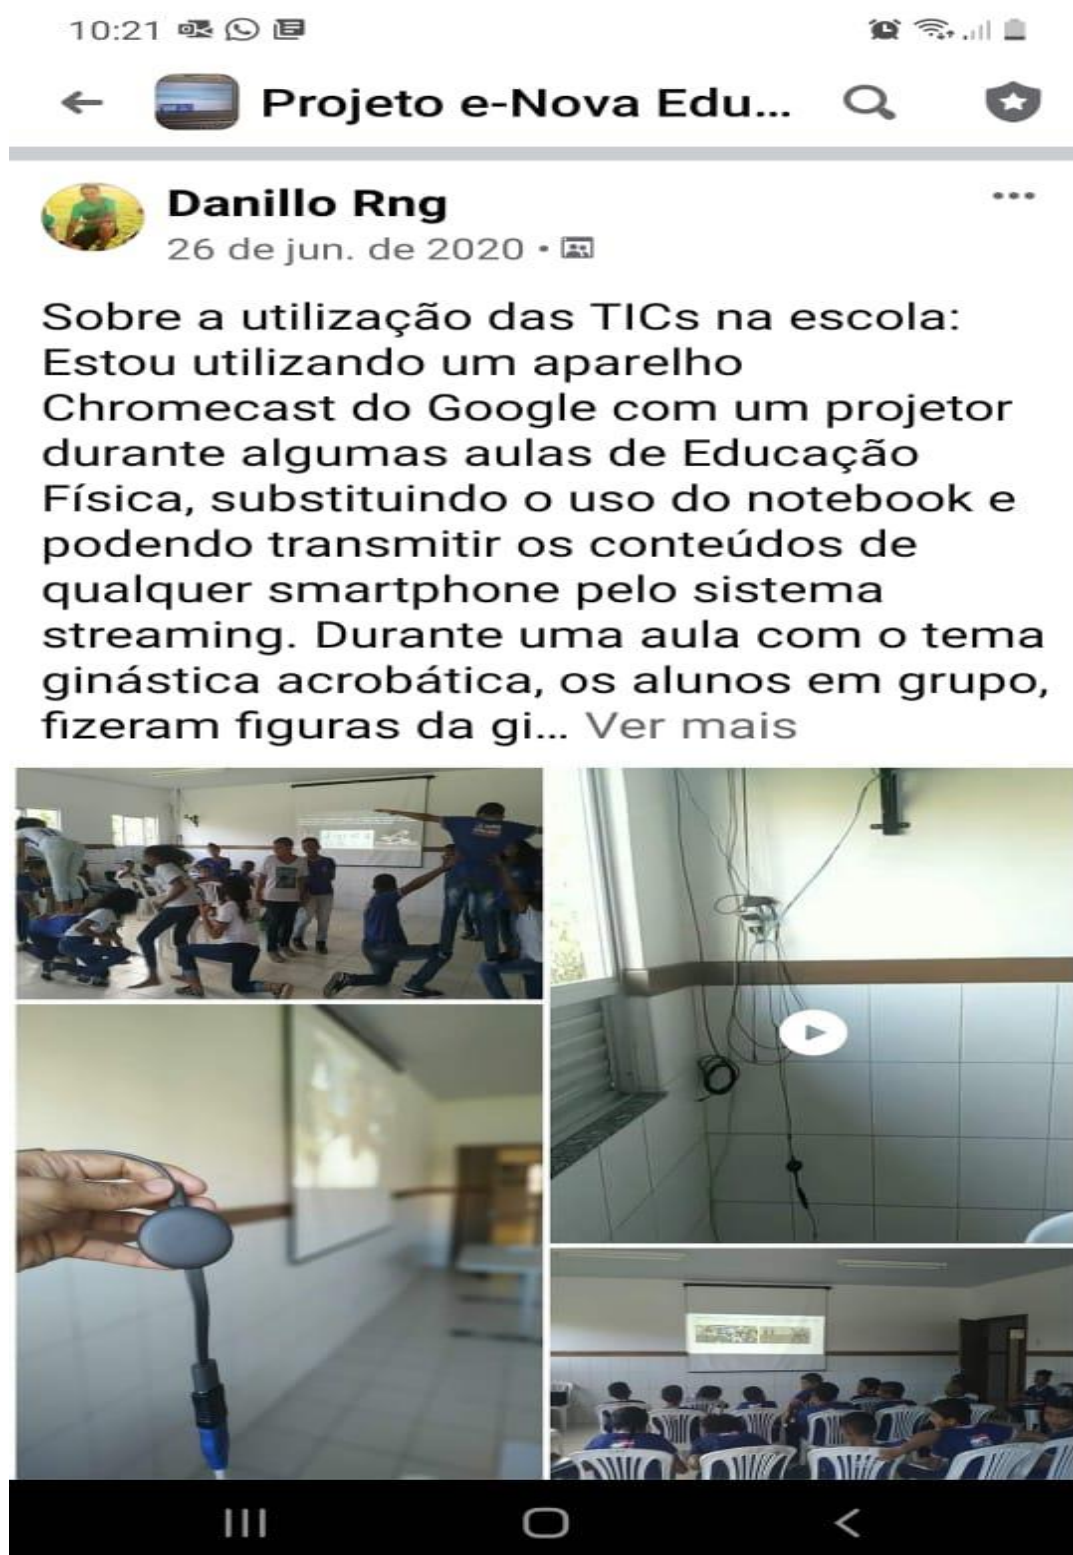 10:21
Projeto e-Nova Edu...
Danillo Rng
26 de jun. de 2020 •
Sobre a utilização das TICs na escola:
Estou utilizando um aparelho
Chromecast do Google com um projetor
durante algumas aulas de Educação
Física, substituindo o uso do notebook e
podendo transmitir os conteúdos de
qualquer smartphone pelo sistema
streaming. Durante uma aula com o tema
ginástica acrobática, os alunos em grupo,
fizeram figuras da gi... Ver mais